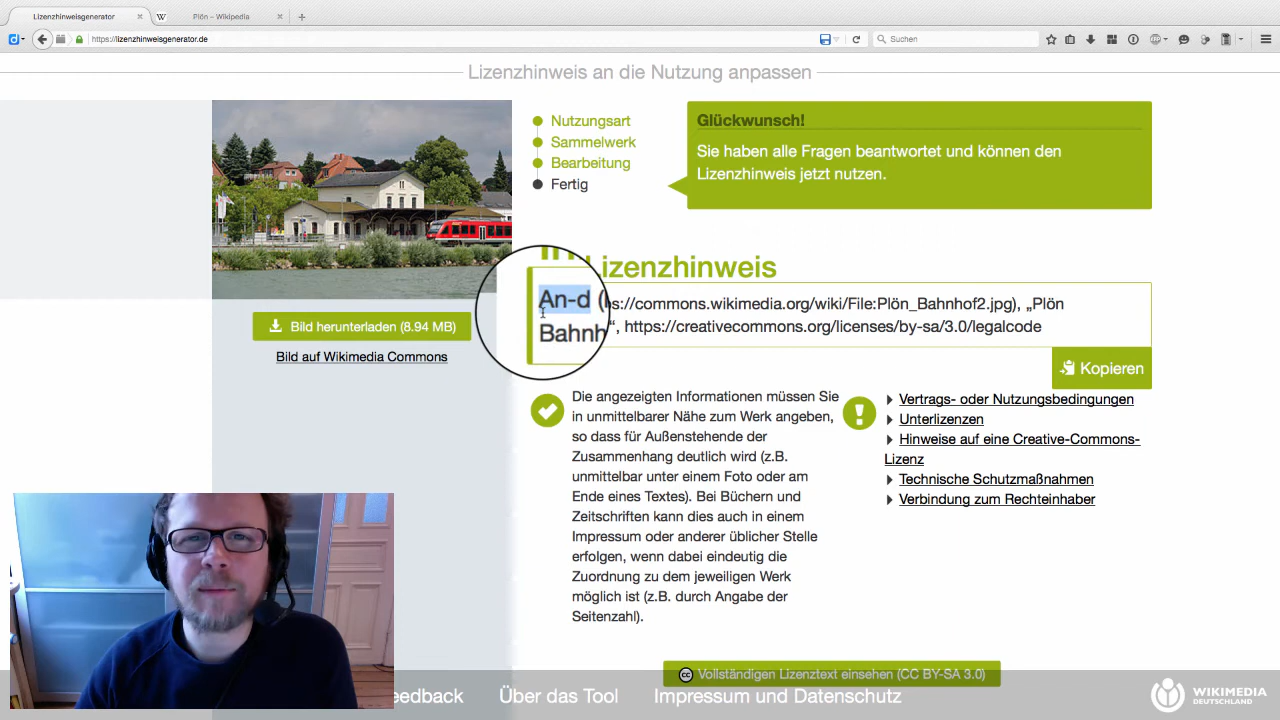 Lizenzhinweisgenerator
W Plön – Wikipedia
https://lizenzhinweisgenerator.de
Suchen
Lizenzhinweis an die Nutzung anpassen
Nutzungsart
Sammelwerk
Bearbeitung
Fertig
Glückwunsch!
Sie haben alle Fragen beantwortet und können den
Lizenzhinweis jetzt nutzen.
Lizenzhinweis
An-d (
s://commons.wikimedia.org/wiki/File:Plön_Bahnhof2.jpg), „Plön
Bahnh
“, https://creativecommons.org/licenses/by-sa/3.0/legalcode
Kopieren
Bild herunterladen (8.94 MB)
Bild auf Wikimedia Commons
Die angezeigten Informationen müssen Sie
in unmittelbarer Nähe zum Werk angeben,
so dass für Außenstehende der
Zusammenhang deutlich wird (z.B.
unmittelbar unter einem Foto oder am
Ende eines Textes). Bei Büchern und
Zeitschriften kann dies auch in einem
Impressum oder anderer üblicher Stelle
erfolgen, wenn dabei eindeutig die
Zuordnung zu dem jeweiligen Werk
möglich ist (z.B. durch Angabe der
Seitenzahl).
Vertrags- oder Nutzungsbedingungen
Unterlizenzen
Hinweise auf eine Creative-Commons-
Lizenz
Technische Schutzmaßnahmen
Verbindung zum Rechteinhaber
cc Vollständigen Lizenztext einsehen (CC BY-SA 3.0)
eedback
Über das Tool
Impressum und Datenschutz
WIKIMEDIA
DEUTSCHLAND